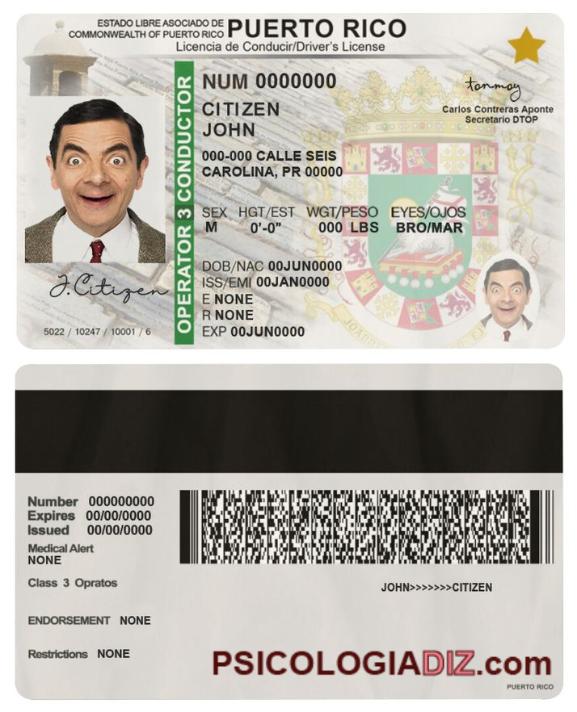 ESTADO LIBRE ASOCIADO DE
COMMONWEALTH OF PUERTO RICO
PUERTO RICO
Licencia de Conducir/Driver's License
OPERATOR 3 CONDUCTOR
NUM 0000000
CITIZEN
JOHN
000-000 CALLE SEIS
CAROLINA, PR 00000
Carlos Contreras Aponte
Secretario DTOP
SEX HGT/EST WGT/PESO EYES/OJOS
M 0'-0" 000 LBS BRO/MAR
DOB/NAC 00JUN0000
ISS/EMI 00JAN0000
E NONE
R NONE
EXP 00JUN0000
J.Citizen
5022 / 10247 / 10001 / 6
Number 000000000
Expires 00/00/0000
Issued 00/00/0000
Medical Alert
NONE
Class 3 Opratos
ENDORSEMENT NONE
Restrictions NONE
JOHN>>>>>>>CITIZEN
PSICOLOGIADIZ.com
PUERTO RICO